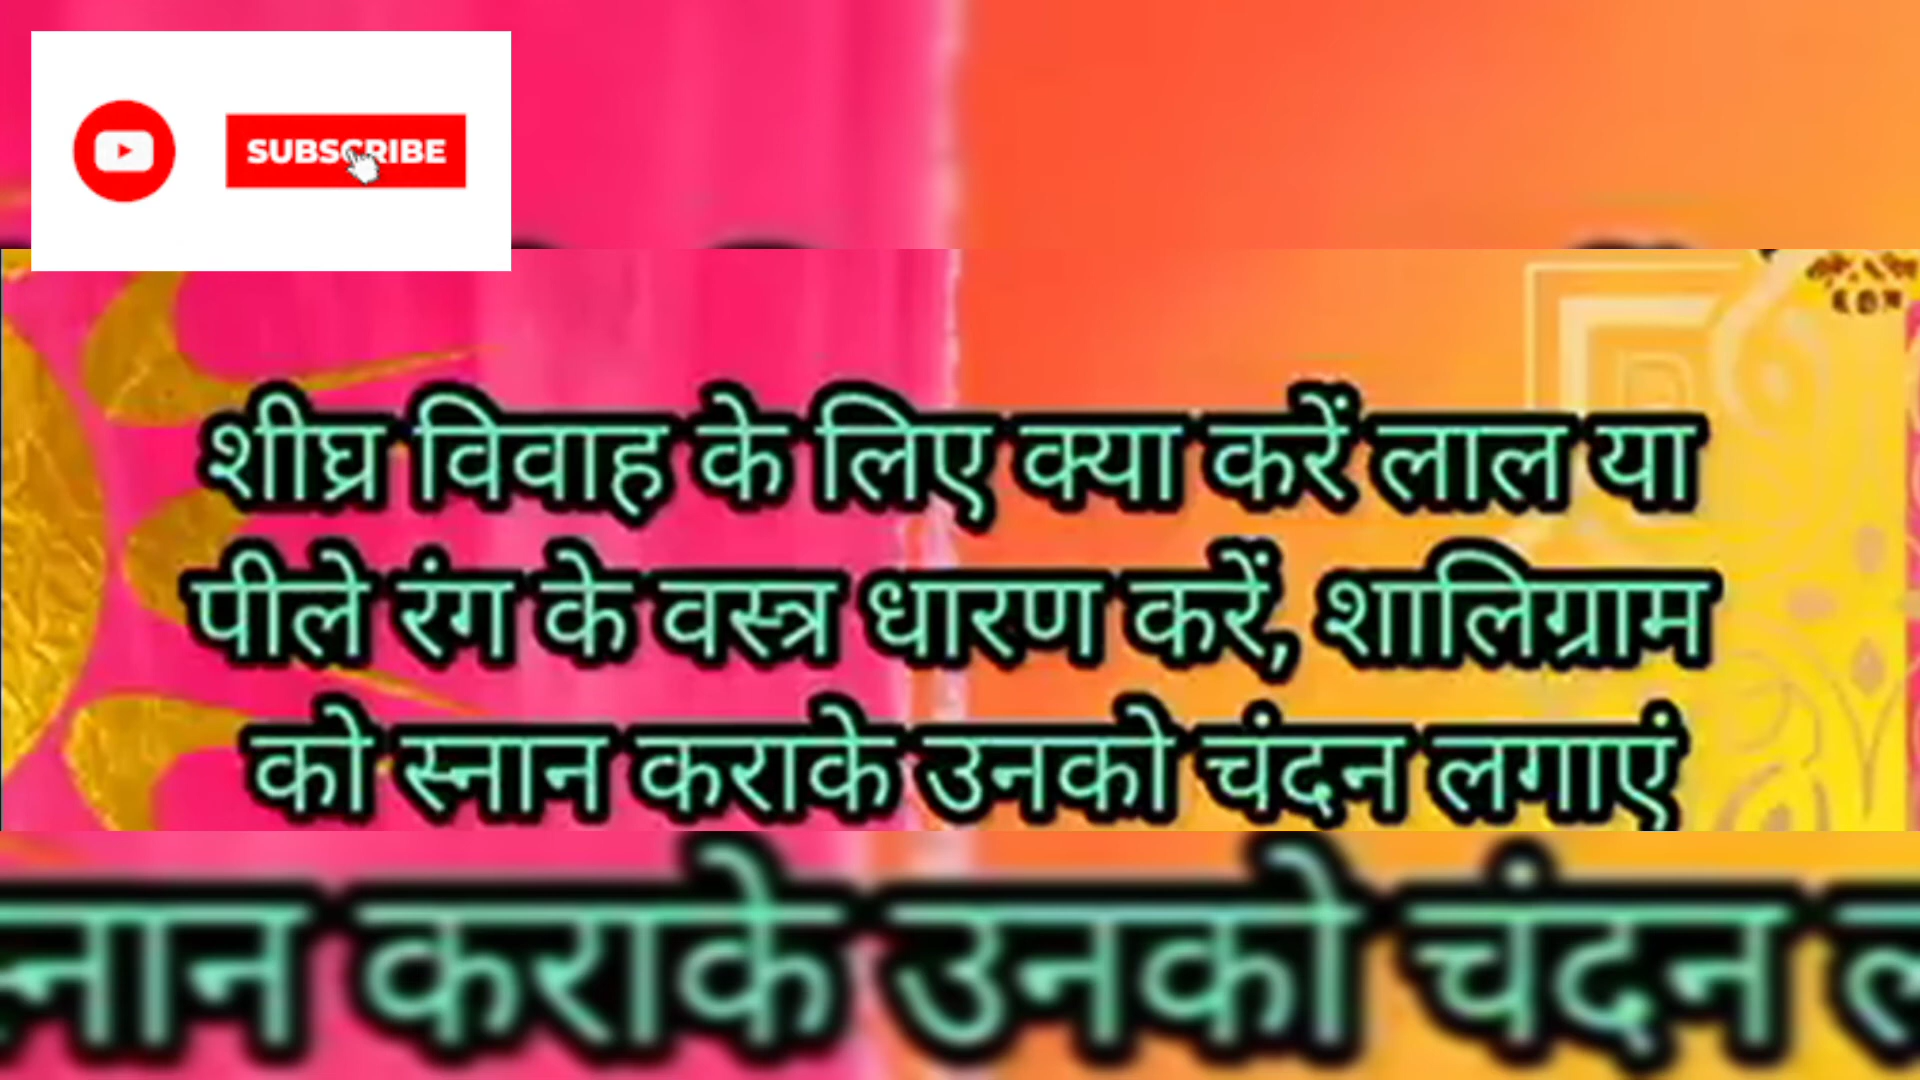 SUBSCRIBE
शीघ्र विवाह के लिए क्या करें लाल या
पीले रंग के वस्त्र धारण करें, शालिग्राम
को स्नान कराके उनको चंदन लगाएं
स्नान कराके उनको चंदन